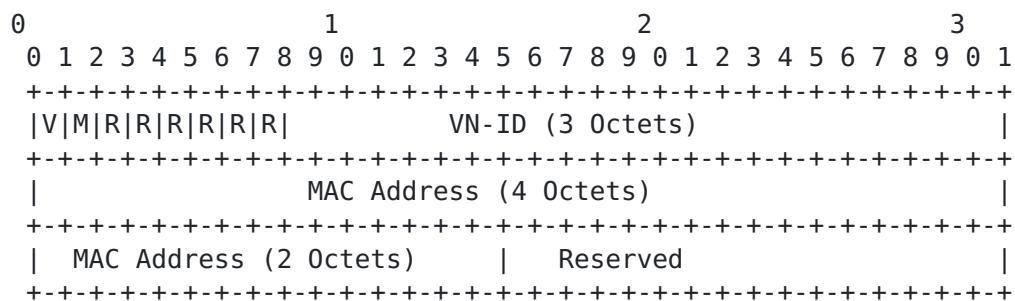 0                   1                   2                   3
 0 1 2 3 4 5 6 7 8 9 0 1 2 3 4 5 6 7 8 9 0 1 2 3 4 5 6 7 8 9 0 1
 +-+-+-+-+-+-+-+-+-+-+-+-+-+-+-+-+-+-+-+-+-+-+-+-+-+-+-+-+-+-+-+
 |V|M|R|R|R|R|R|R|          VN-ID (3 Octets)                   |
 +-+-+-+-+-+-+-+-+-+-+-+-+-+-+-+-+-+-+-+-+-+-+-+-+-+-+-+-+-+-+-+
 |                 MAC Address (4 Octets)                      |
 +-+-+-+-+-+-+-+-+-+-+-+-+-+-+-+-+-+-+-+-+-+-+-+-+-+-+-+-+-+-+-+
 |  MAC Address (2 Octets)     |   Reserved                    |
 +-+-+-+-+-+-+-+-+-+-+-+-+-+-+-+-+-+-+-+-+-+-+-+-+-+-+-+-+-+-+-+